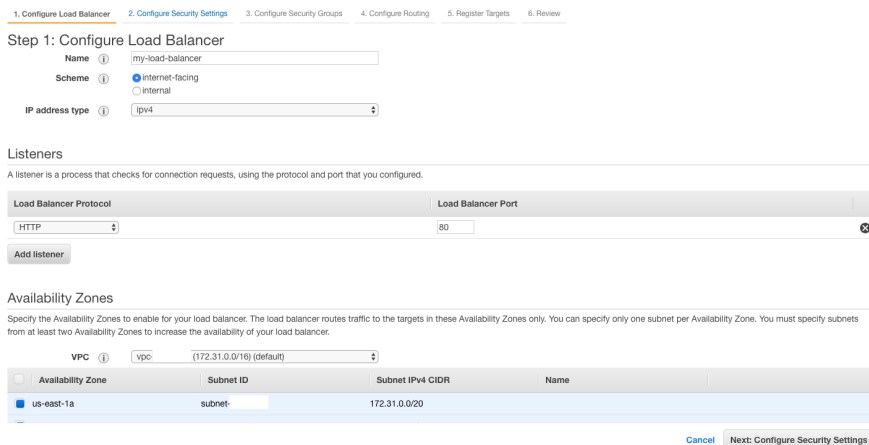 1. Configure Load Balancer 2. Configure Security Settings 3. Configure Security Groups 4. Configure Routing 5. Register Targets 6. Review
Step 1: Configure Load Balancer
Name i my-load-balancer
Scheme i internet-facing
internal
IP address type i ipv4
Listeners
A listener is a process that checks for connection requests, using the protocol and port that you configured.
Load Balancer Protocol Load Balancer Port
HTTP 80
Add listener
Availability Zones
Specify the Availability Zones to enable for your load balancer. The load balancer routes traffic to the targets in these Availability Zones only. You can specify only one subnet per Availability Zone. You must specify subnets
from at least two Availability Zones to increase the availability of your load balancer.
VPC i vpc- (172.31.0.0/16) (default)
Availability Zone Subnet ID Subnet IPv4 CIDR Name
us-east-1a subnet- 172.31.0.0/20
Cancel Next: Configure Security Settings